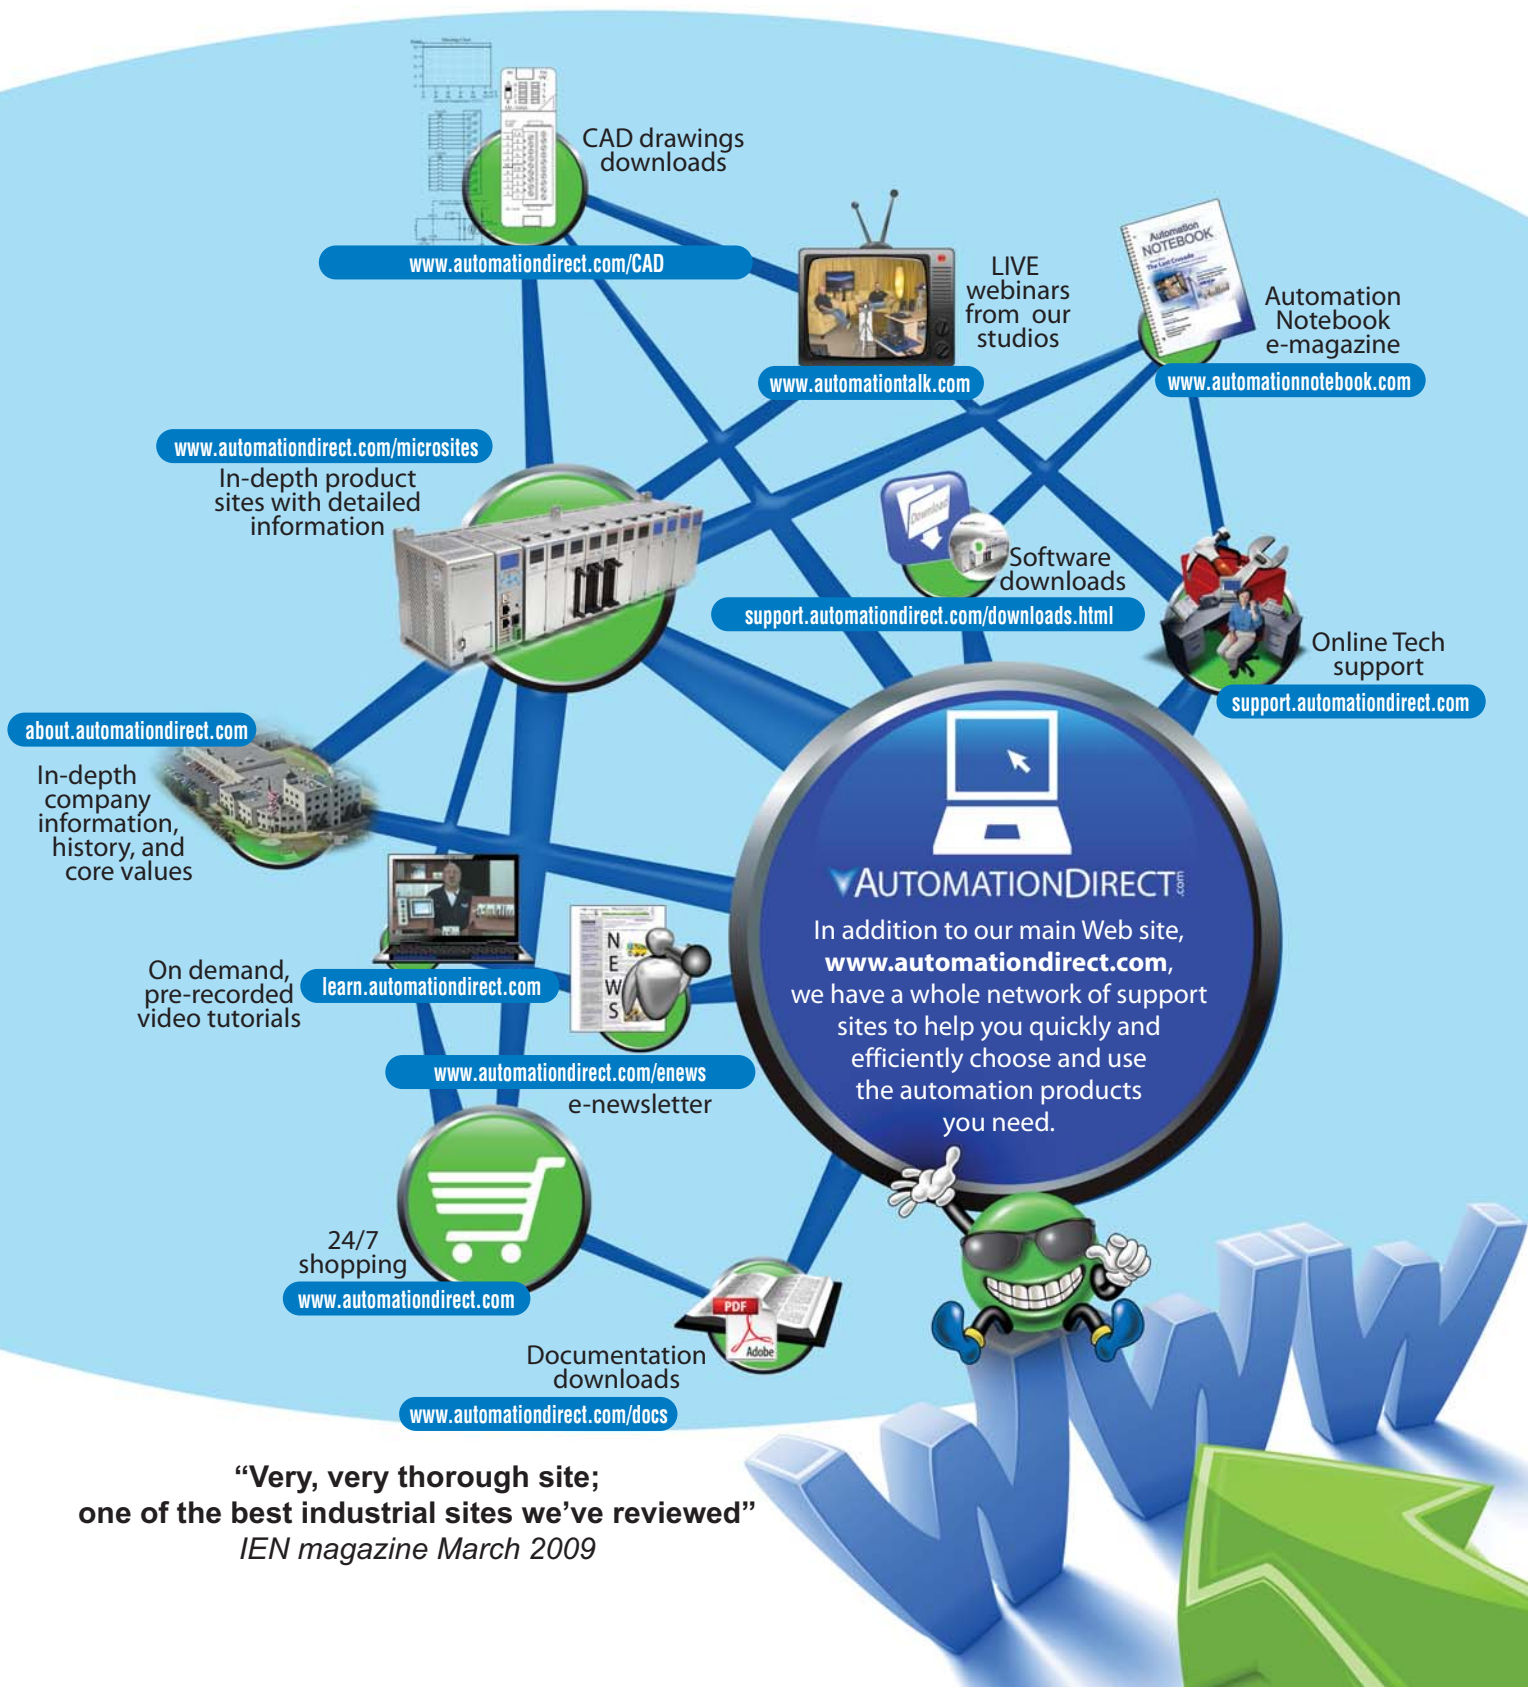 CAD drawings
downloads
www.automationdirect.com/CAD
LIVE
webinars
from our
studios
www.automationtalk.com
Automation
NOTEBOOK
The Last Crusade
Automation
Notebook
e-magazine
www.automationnotebook.com
www.automationdirect.com/microsites
In-depth product
sites with detailed
information
Download
Software
downloads
support.automationdirect.com/downloads.html
Online Tech
support
support.automationdirect.com
about.automationdirect.com
In-depth
company
information,
history, and
core values
AUTOMATIONDIRECT.com
In addition to our main Web site,
www.automationdirect.com,
we have a whole network of support
sites to help you quickly and
efficiently choose and use
the automation products
you need.
On demand,
pre-recorded
video tutorials
learn.automationdirect.com
NEWS
www.automationdirect.com/enews
e-newsletter
24/7
shopping
www.automationdirect.com
PDF
Adobe
Documentation
downloads
www.automationdirect.com/docs
“Very, very thorough site;
one of the best industrial sites we’ve reviewed”
IEN magazine March 2009
WWW